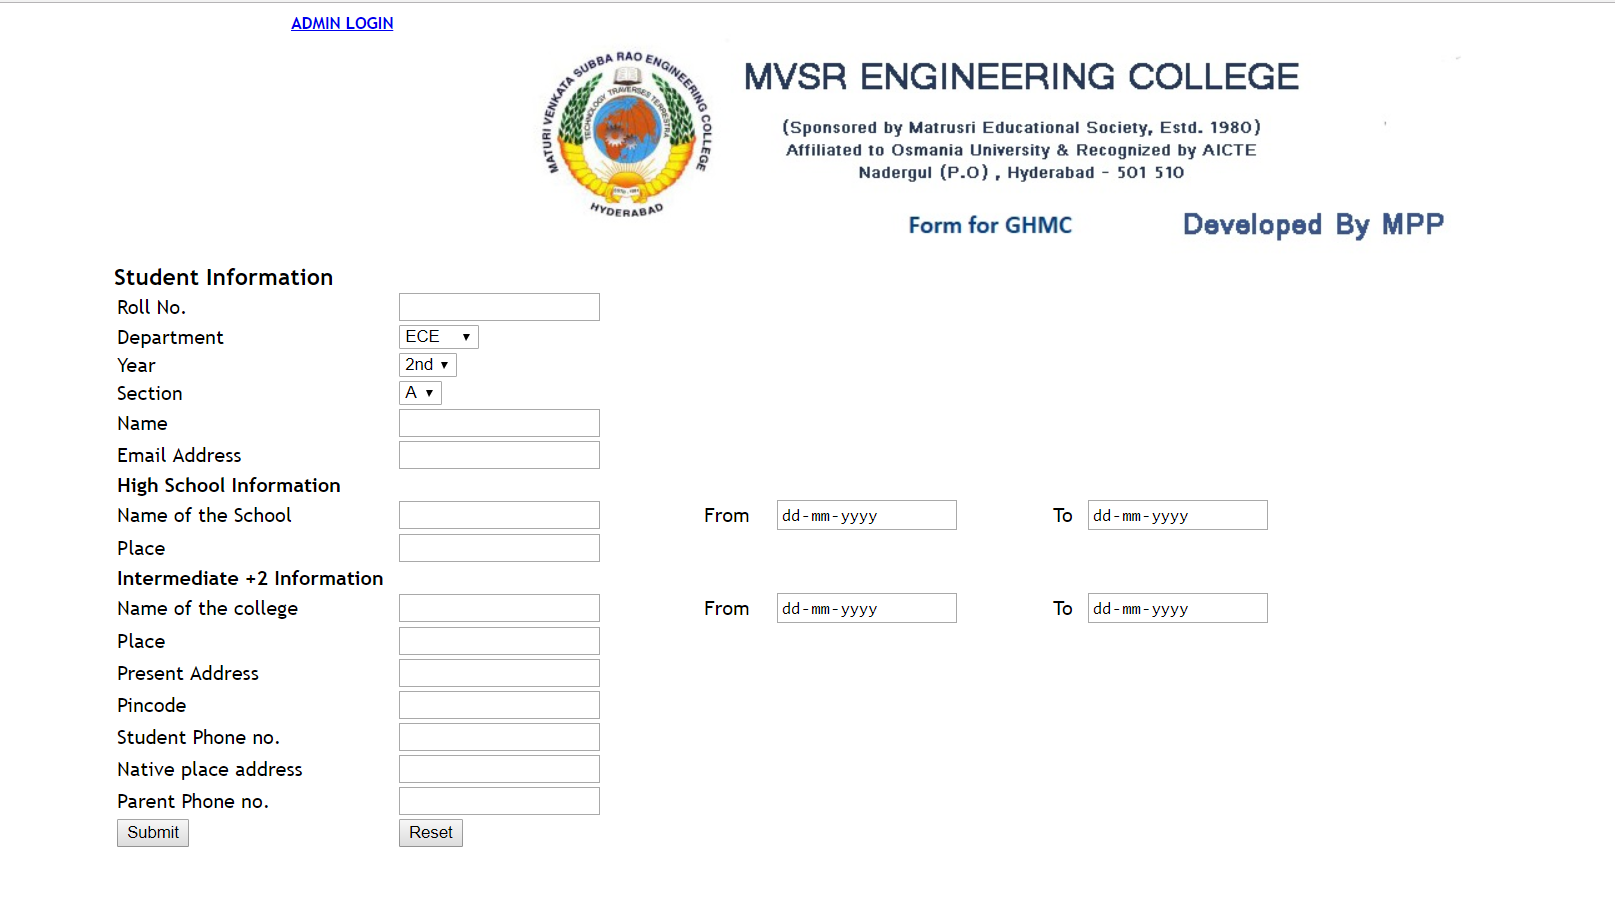 ADMIN LOGIN
MATURI VENKATA SUBBA RAO ENGINEERING COLLEGE
TECHNOLOGY TRAVERSES TERRESTRA
HYDERABAD
MVSR ENGINEERING COLLEGE
(Sponsored by Matrusri Educational Society, Estd. 1980)
Affiliated to Osmania University & Recognized by AICTE
Nadergul (P.O) , Hyderabad - 501 510
Form for GHMC Developed By MPP
Student Information
Roll No.
Department ECE
Year 2nd
Section A
Name
Email Address
High School Information
Name of the School From dd-mm-yyyy To dd-mm-yyyy
Place
Intermediate +2 Information
Name of the college From dd-mm-yyyy To dd-mm-yyyy
Place
Present Address
Pincode
Student Phone no.
Native place address
Parent Phone no.
Submit Reset